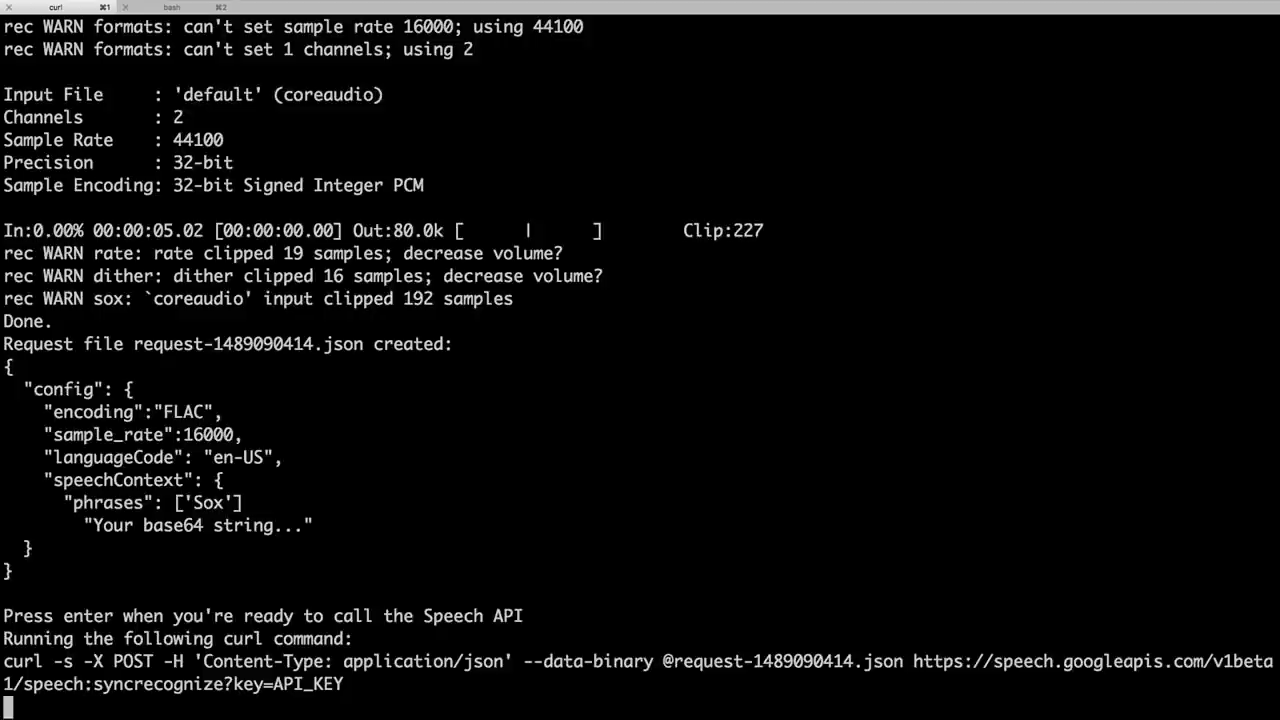 curl ⌘1 bash ⌘2
rec WARN formats: can't set sample rate 16000; using 44100
rec WARN formats: can't set 1 channels; using 2
Input File     : 'default' (coreaudio)
Channels       : 2
Sample Rate    : 44100
Precision      : 32-bit
Sample Encoding: 32-bit Signed Integer PCM
In:0.00% 00:00:05.02 [00:00:00.00] Out:80.0k [      |      ]        Clip:227
rec WARN rate: rate clipped 19 samples; decrease volume?
rec WARN dither: dither clipped 16 samples; decrease volume?
rec WARN sox: `coreaudio' input clipped 192 samples
Done.
Request file request-1489090414.json created:
{
  "config": {
    "encoding":"FLAC",
    "sample_rate":16000,
    "languageCode": "en-US",
    "speechContext": {
      "phrases": ['Sox']
        "Your base64 string..."
  }
}
Press enter when you're ready to call the Speech API
Running the following curl command:
curl -s -X POST -H 'Content-Type: application/json' --data-binary @request-1489090414.json https://speech.googleapis.com/v1beta
1/speech:syncrecognize?key=API_KEY